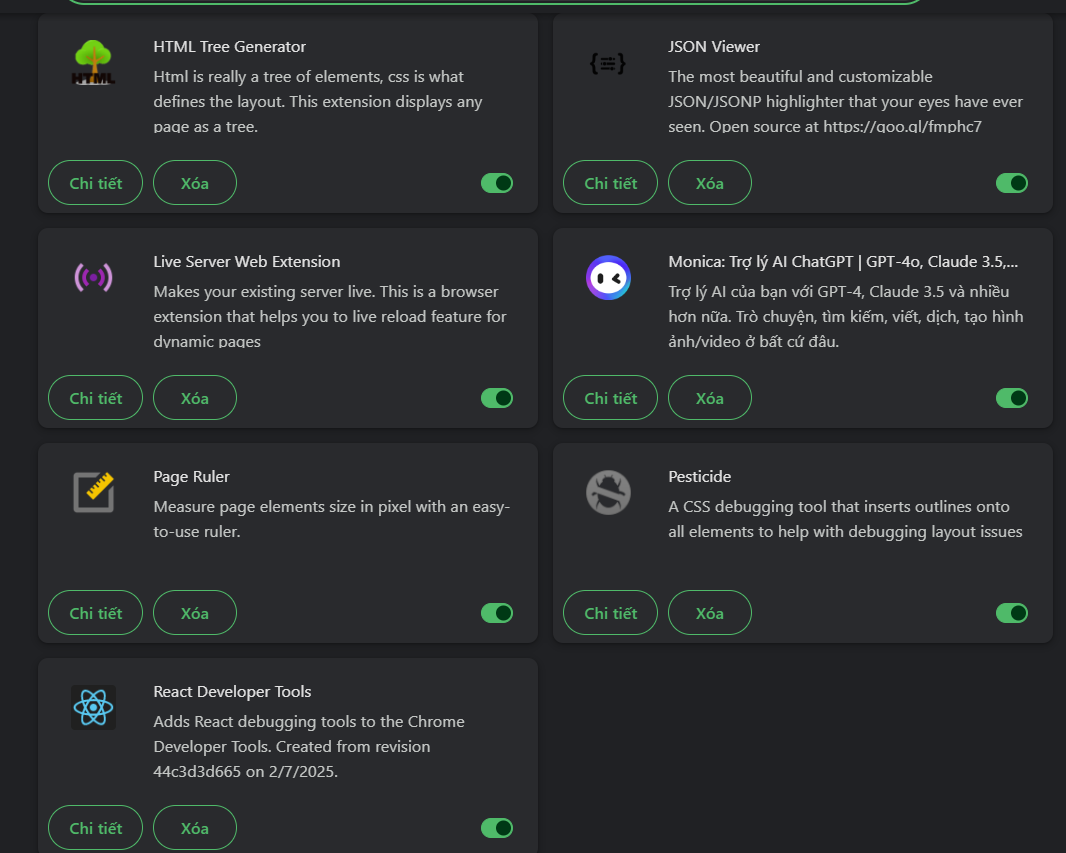 HTML Tree Generator
Html is really a tree of elements, css is what
defines the layout. This extension displays any
page as a tree.
Chi tiết
Xóa
JSON Viewer
The most beautiful and customizable
JSON/JSONP highlighter that your eyes have ever
seen. Open source at https://goo.gl/fmphc7
Chi tiết
Xóa
Live Server Web Extension
Makes your existing server live. This is a browser
extension that helps you to live reload feature for
dynamic pages
Chi tiết
Xóa
Monica: Trợ lý AI ChatGPT | GPT-4o, Claude 3.5,...
Trợ lý AI của bạn với GPT-4, Claude 3.5 và nhiều
hơn nữa. Trò chuyện, tìm kiếm, viết, dịch, tạo hình
ảnh/video ở bất cứ đâu.
Chi tiết
Xóa
Page Ruler
Measure page elements size in pixel with an easy-
to-use ruler.
Chi tiết
Xóa
Pesticide
A CSS debugging tool that inserts outlines onto
all elements to help with debugging layout issues
Chi tiết
Xóa
React Developer Tools
Adds React debugging tools to the Chrome
Developer Tools. Created from revision
44c3d3d665 on 2/7/2025.
Chi tiết
Xóa
HTML